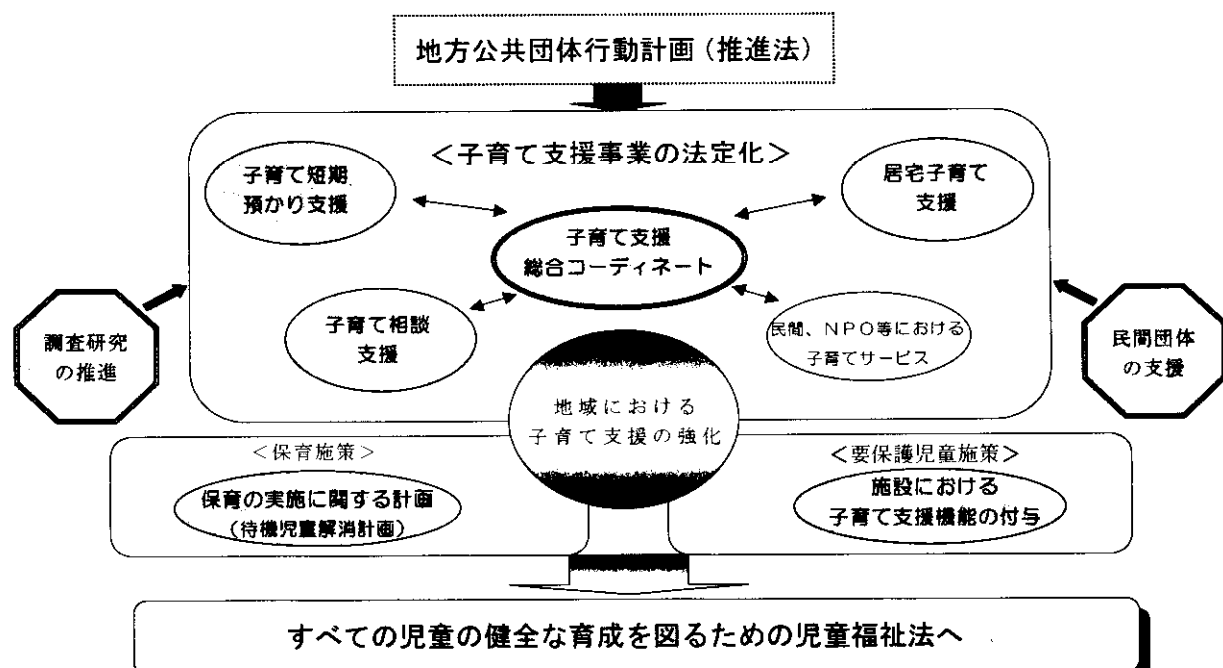 地方公共団体行動計画（推進法）
＜子育て支援事業の法定化＞
子育て短期
預かり支援
居宅子育て
支援
子育て支援
総合コーディネート
子育て相談
支援
民間、ＮＰＯ等における
子育てサービス
調査研究
の推進
民間団体
の支援
地域における
子育て支援の強化
＜保育施策＞
保育の実施に関する計画
（待機児童解消計画）
＜要保護児童施策＞
施設における
子育て支援機能の付与
すべての児童の健全な育成を図るための児童福祉法へ